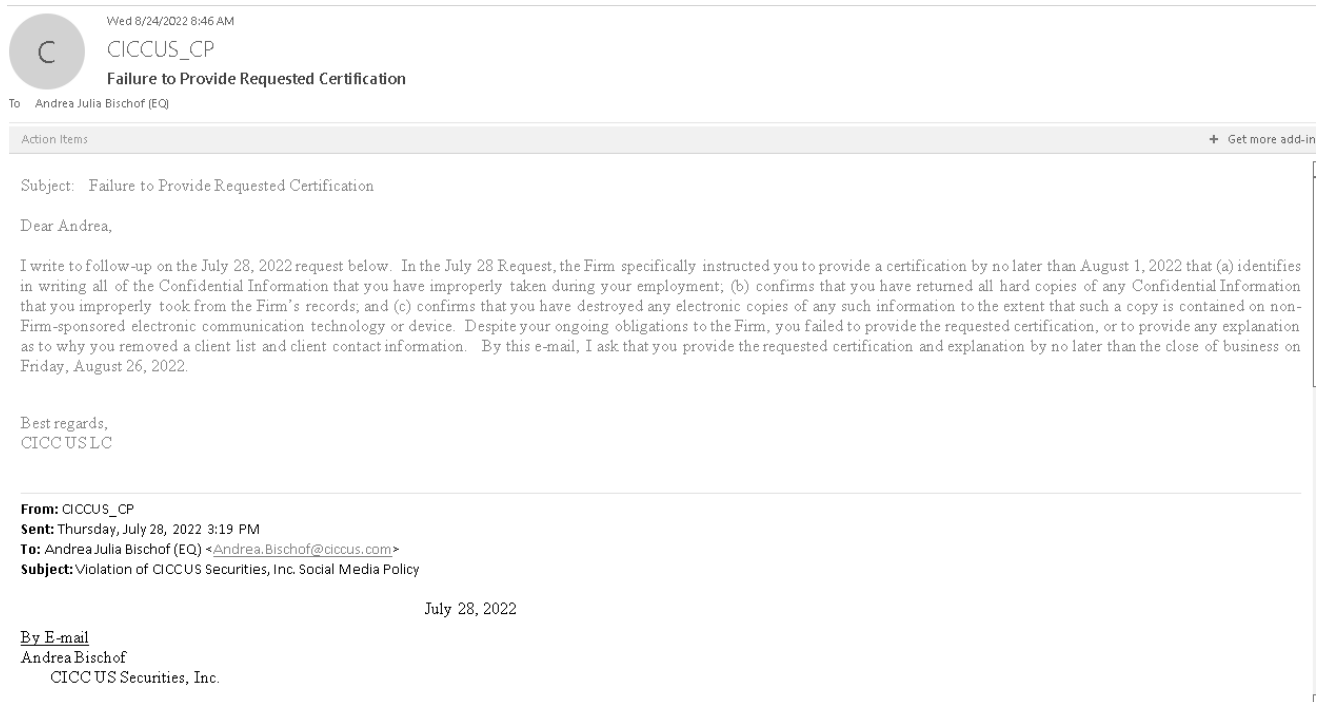 Wed 8/24/2022 8:46 AM
C
CICCUS_CP
Failure to Provide Requested Certification
To Andrea Julia Bischof (EQ)
Action Items
+ Get more add-in
Subject: Failure to Provide Requested Certification
Dear Andrea,
I write to follow-up on the July 28, 2022 request below. In the July 28 Request, the Firm specifically instructed you to provide a certification by no later than August 1, 2022 that (a) identifies
in writing all of the Confidential Information that you have improperly taken during your employment; (b) confirms that you have returned all hard copies of any Confidential Information
that you improperly took from the Firm's records; and (c) confirms that you have destroyed any electronic copies of any such information to the extent that such a copy is contained on non-
Firm-sponsored electronic communication technology or device. Despite your ongoing obligations to the Firm, you failed to provide the requested certification, or to provide any explanation
as to why you removed a client list and client contact information. By this e-mail, I ask that you provide the requested certification and explanation by no later than the close of business on
Friday, August 26, 2022.
Best regards,
CICC US LC
From: CICCUS_CP
Sent: Thursday, July 28, 2022 3:19 PM
To: Andrea Julia Bischof (EQ) <Andrea.Bischof@ciccus.com>
Subject: Violation of CICCUS Securities, Inc. Social Media Policy
July 28, 2022
By E-mail
Andrea Bischof
CICC US Securities, Inc.